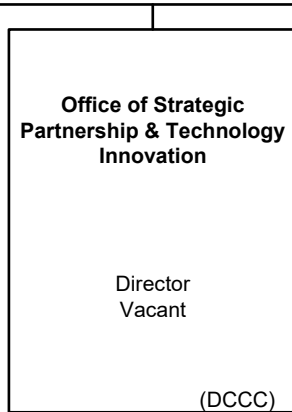 Office of Strategic
Partnership & Technology
Innovation
Director
Vacant
(DCCC)